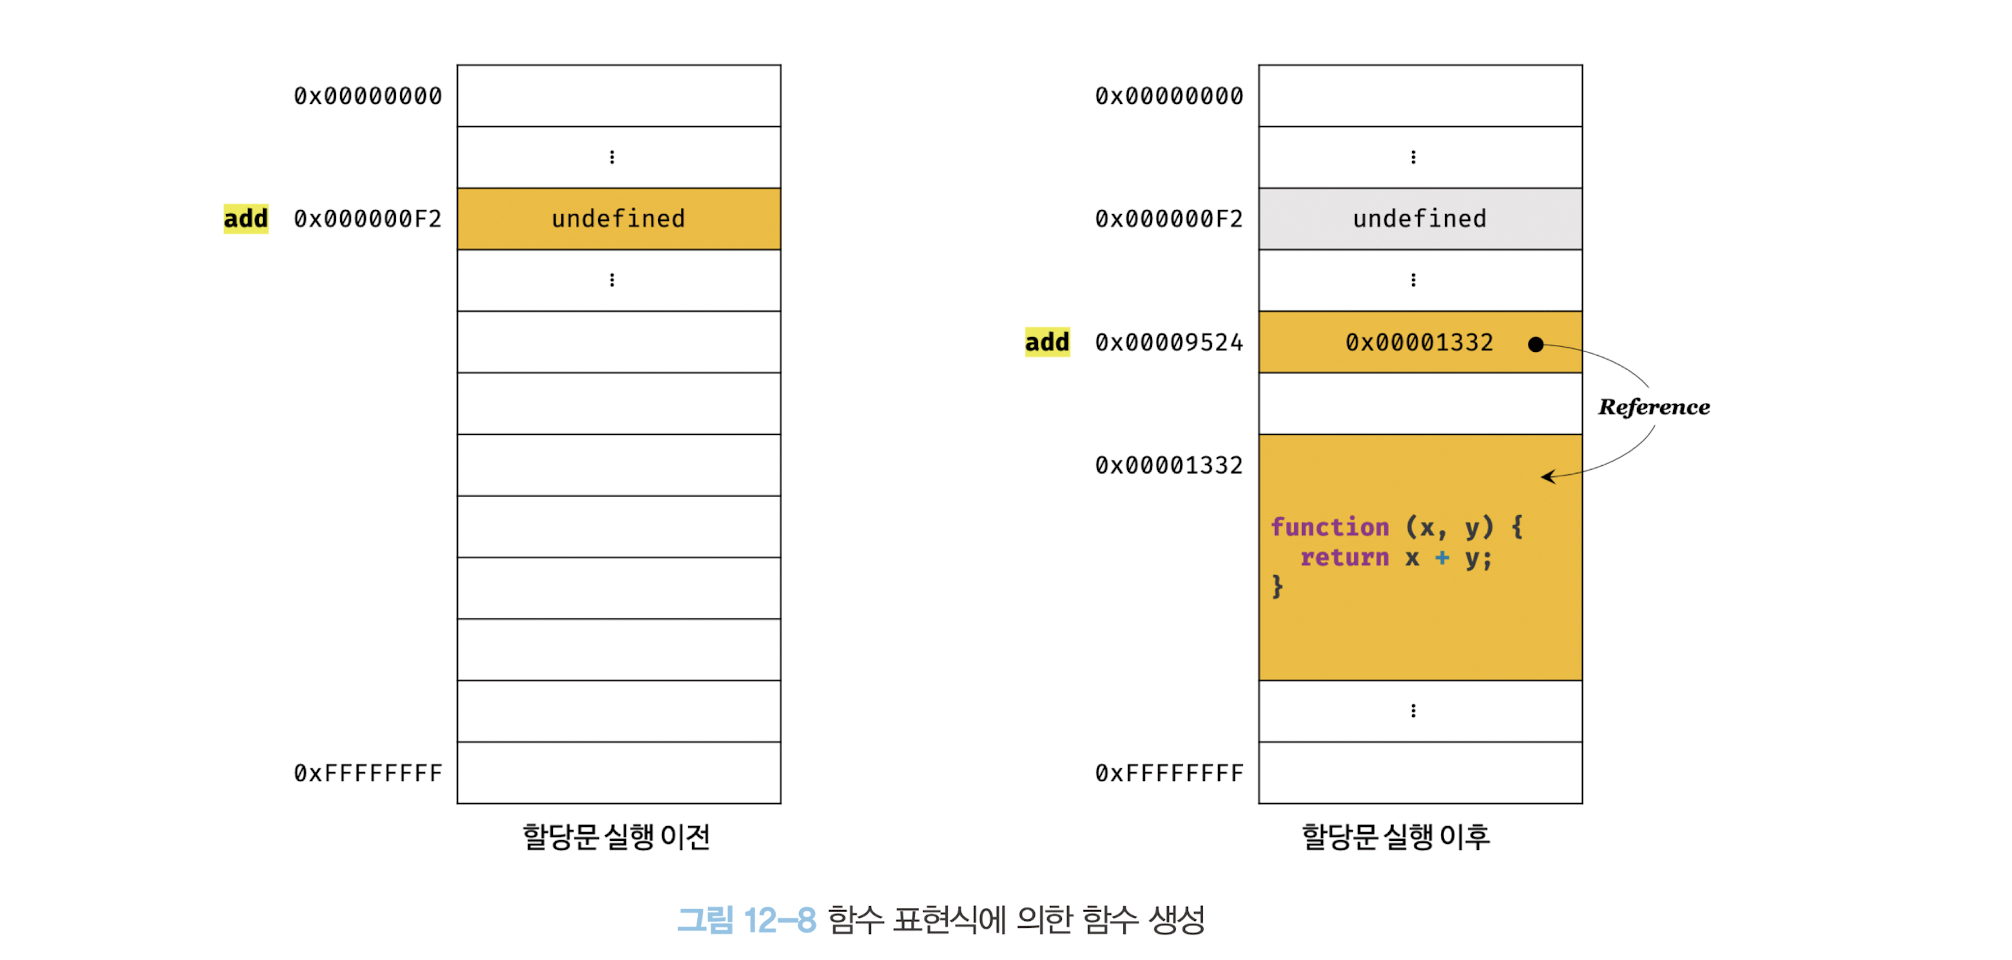 0x00000000
⋮
add 0x000000F2 undefined
⋮
0xFFFFFFFF
할당문 실행 이전
0x00000000
⋮
0x000000F2 undefined
⋮
add 0x00009524 0x00001332
Reference
0x00001332
function (x, y) {
return x + y;
}
⋮
0xFFFFFFFF
할당문 실행 이후
그림 12-8 함수 표현식에 의한 함수 생성